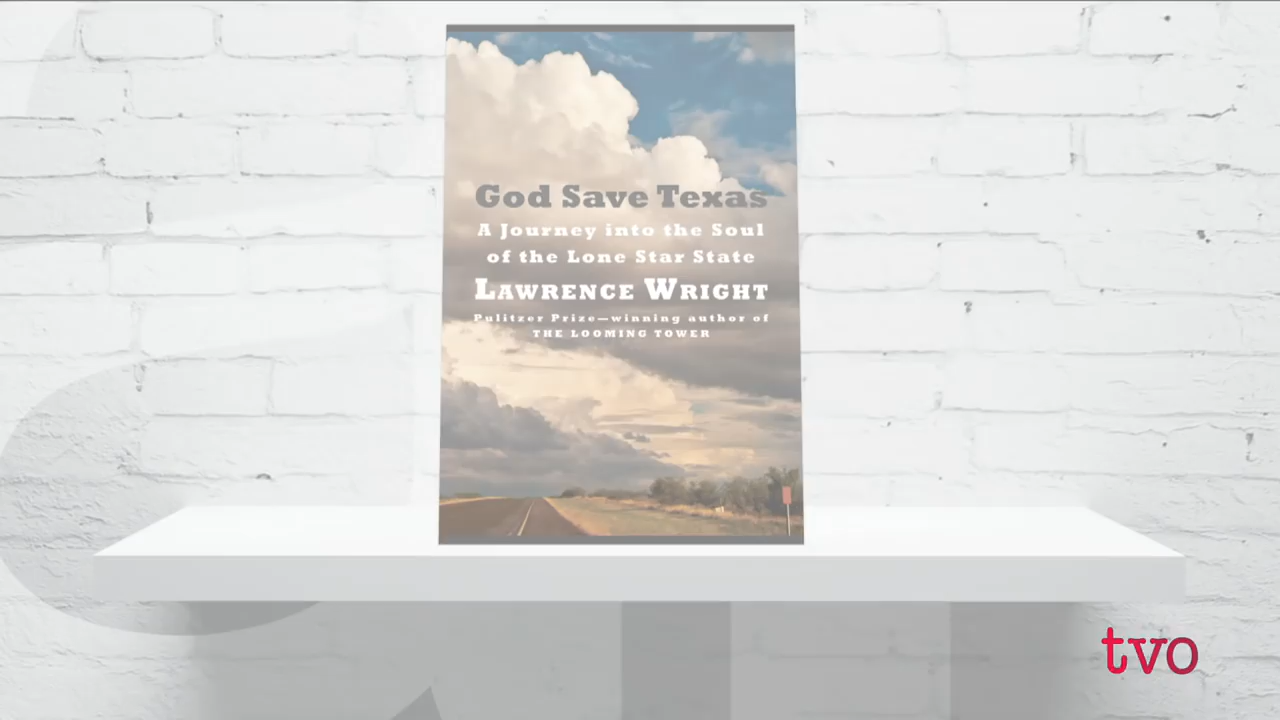 God Save Texas
A Journey into the Soul
of the Lone Star State
LAWRENCE WRIGHT
Pulitzer Prize—winning author of
THE LOOMING TOWER
tvo